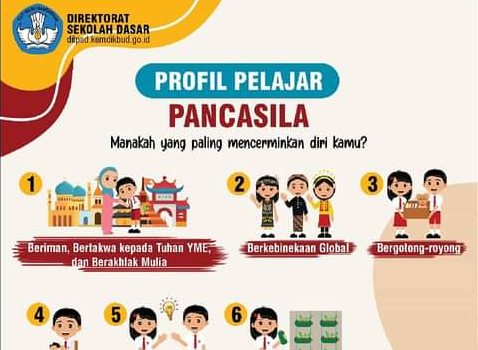 DIREKTORAT
SEKOLAH DASAR
ditpsd.kemdikbud.go.id
PROFIL PELAJAR
PANCASILA
Manakah yang paling mencerminkan diri kamu?
1
Beriman, Bertakwa kepada Tuhan YME,
dan Berakhlak Mulia
2
Berkebinekaan Global
3
Bergotong-royong
4
5
6